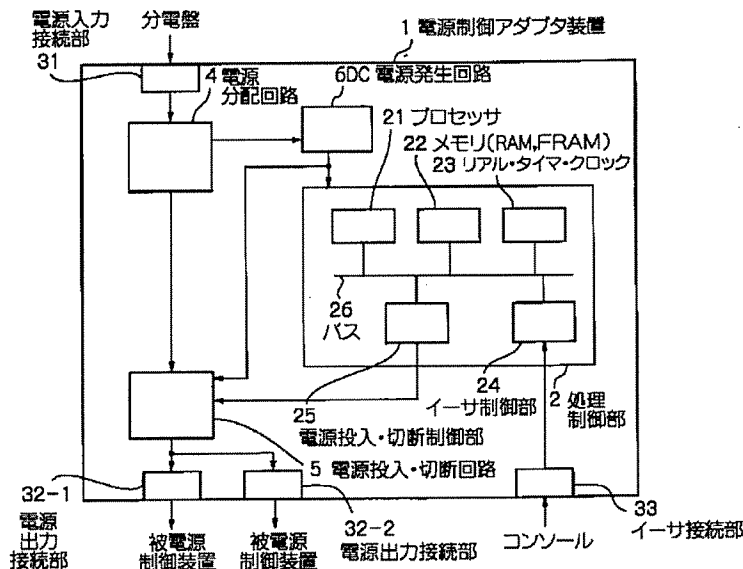 電源入力
接続部
31
分電盤
1 電源制御アダプタ装置
4 電源
分配回路
6DC 電源発生回路
21 プロセッサ
22 メモリ(RAM,FRAM)
23 リアル・タイマ・クロック
26
バス
25
電源投入・切断制御部
24
イーサ制御部
2 処理
制御部
5 電源投入・切断回路
32-1
電源
出力
接続部
被電源
制御装置
被電源
制御装置
32-2
電源出力接続部
コンソール
33
イーサ接続部